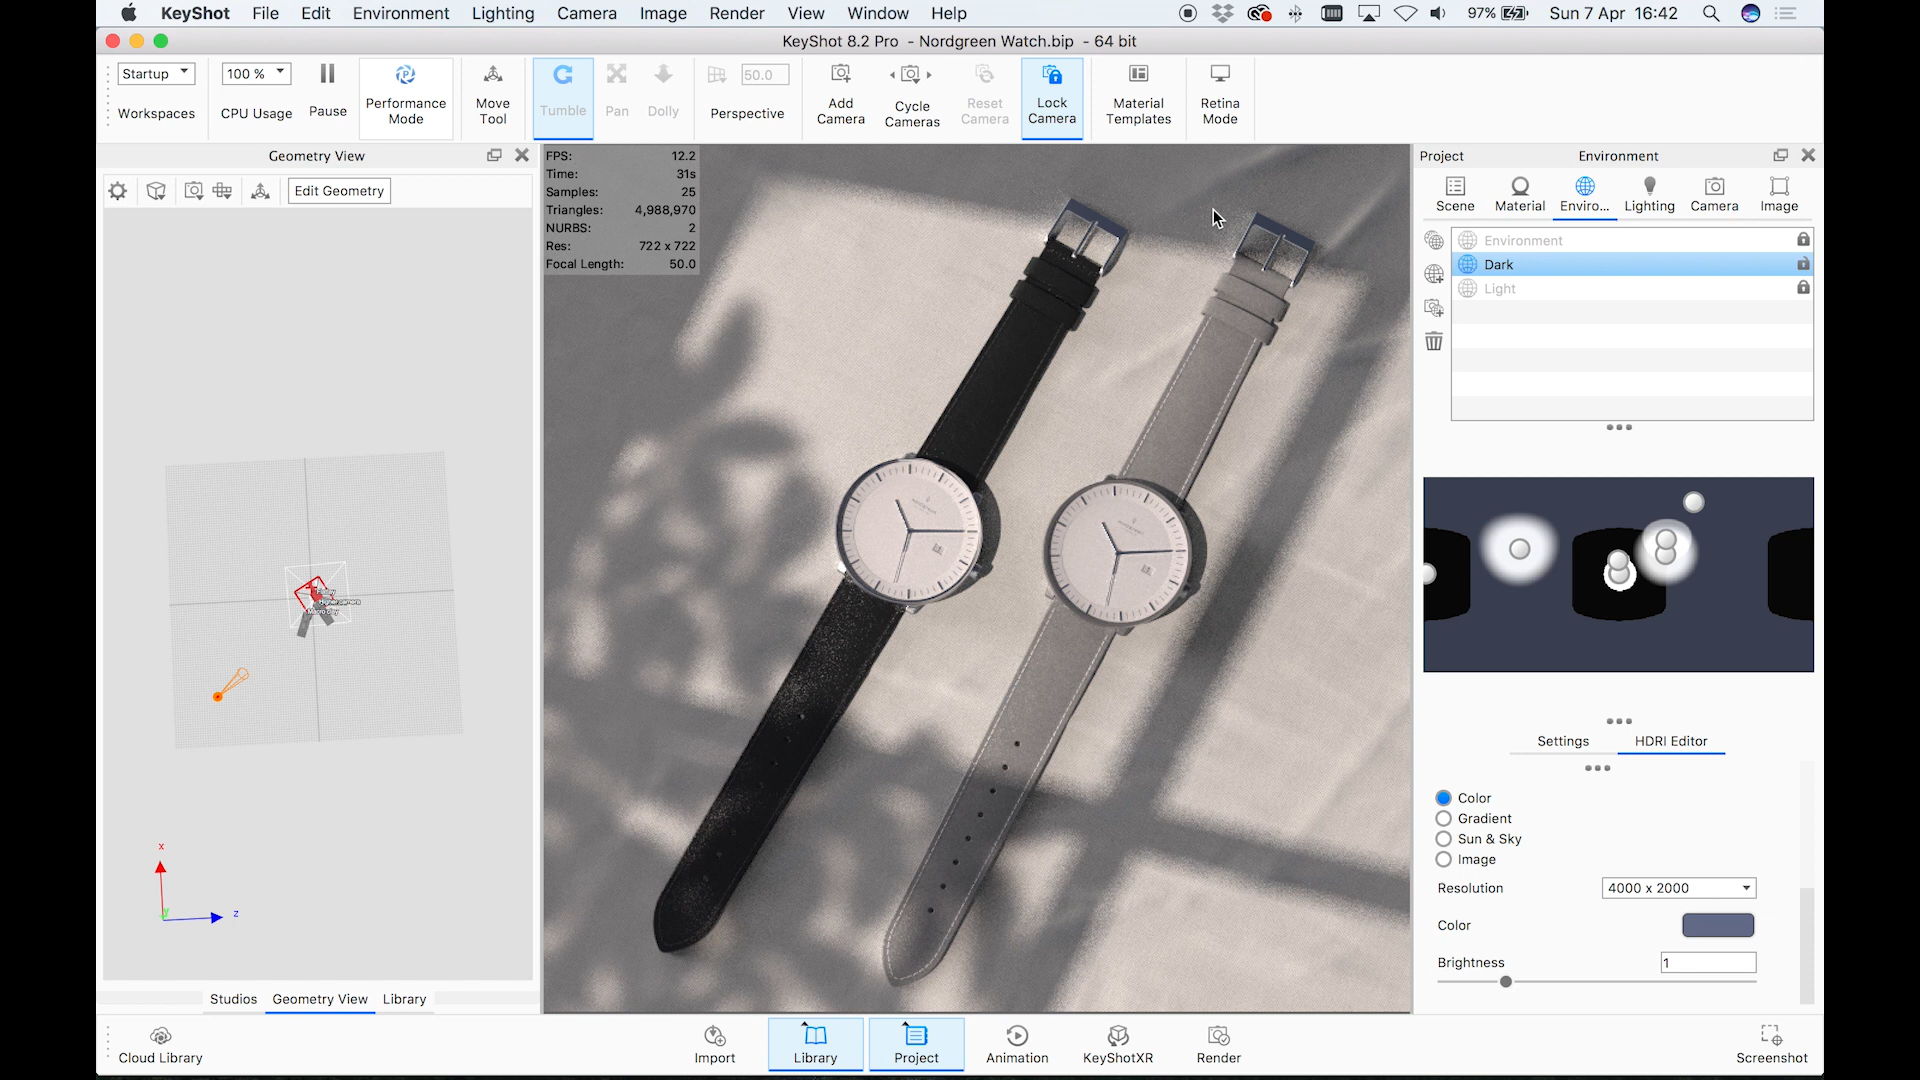 KeyShot File Edit Environment Lighting Camera Image Render View Window Help 97% Sun 7 Apr 16:42
KeyShot 8.2 Pro - Nordgreen Watch.bip - 64 bit
Startup
Workspaces
100 %
CPU Usage
Pause
Performance
Mode
Move
Tool
Tumble
Pan
Dolly
50.0
Perspective
Add
Camera
Cycle
Cameras
Reset
Camera
Lock
Camera
Material
Templates
Retina
Mode
Geometry View
Edit Geometry
x
y
z
Studios Geometry View Library
FPS: 12.2
Time: 31s
Samples: 25
Triangles: 4,988,970
NURBS: 2
Res: 722 x 722
Focal Length: 50.0
Project Environment
Scene Material Enviro... Lighting Camera Image
Environment
Dark
Light
Settings HDRI Editor
Color
Gradient
Sun & Sky
Image
Resolution 4000 x 2000
Color
Brightness 1
Cloud Library Import Library Project Animation KeyShotXR Render Screenshot